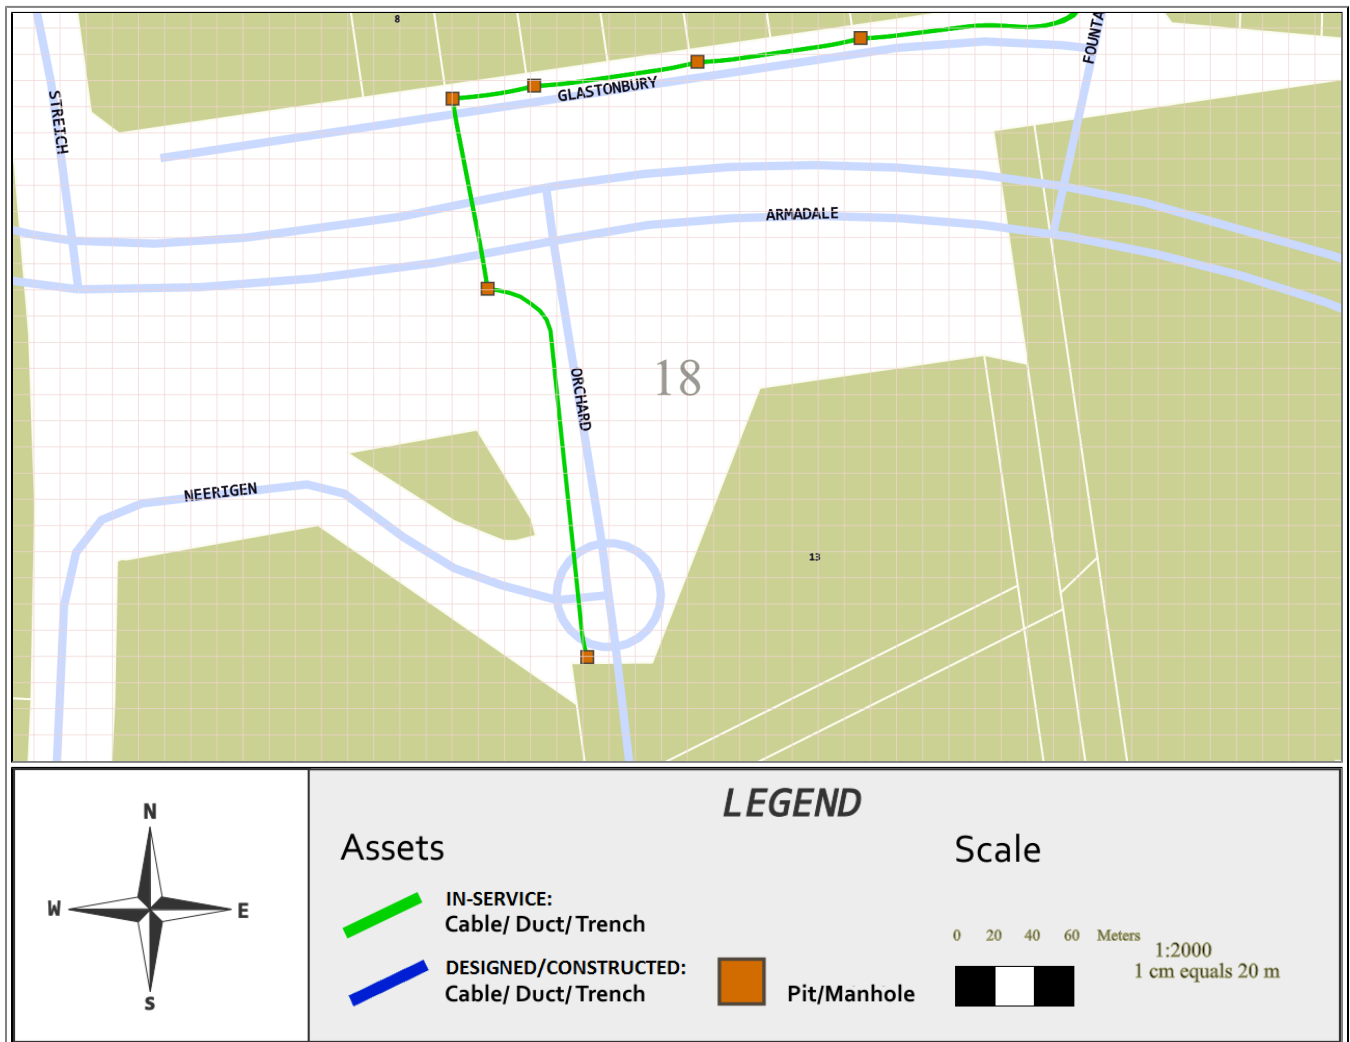 8
FOUNTA
GLASTONBURY
STREICH
ARMADALE
18
ORCHARD
NEERIGEN
13
N
W E
S
LEGEND
Assets
IN-SERVICE:
Cable/ Duct/ Trench
DESIGNED/CONSTRUCTED:
Cable/ Duct/ Trench
Pit/Manhole
Scale
0 20 40 60 Meters
1:2000
1 cm equals 20 m